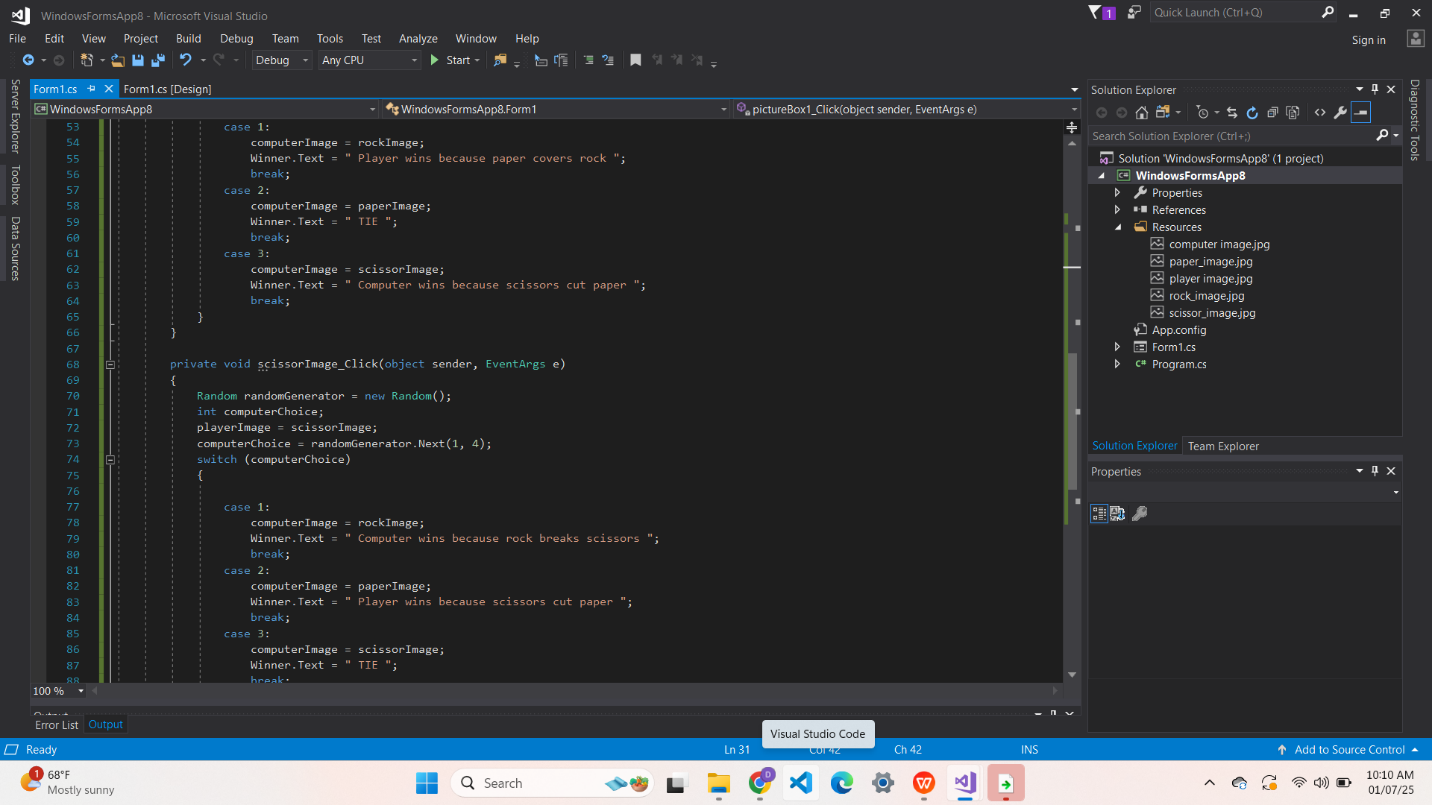 WindowsFormsApp8 - Microsoft Visual Studio
1
Quick Launch (Ctrl+Q)
File Edit View Project Build Debug Team Tools Test Analyze Window Help
Sign in
Debug Any CPU Start
Server Explorer
Toolbox
Data Sources
Form1.cs
Form1.cs [Design]
C# WindowsFormsApp8
WindowsFormsApp8.Form1
pictureBox1_Click(object sender, EventArgs e)
53 case 1:
54 computerImage = rockImage;
55 Winner.Text = " Player wins because paper covers rock ";
56 break;
57 case 2:
58 computerImage = paperImage;
59 Winner.Text = " TIE ";
60 break;
61 case 3:
62 computerImage = scissorImage;
63 Winner.Text = " Computer wins because scissors cut paper ";
64 break;
65 }
66 }
67
68 private void scissorImage_Click(object sender, EventArgs e)
69 {
70 Random randomGenerator = new Random();
71 int computerChoice;
72 playerImage = scissorImage;
73 computerChoice = randomGenerator.Next(1, 4);
74 switch (computerChoice)
75 {
76
77 case 1:
78 computerImage = rockImage;
79 Winner.Text = " Computer wins because rock breaks scissors ";
80 break;
81 case 2:
82 computerImage = paperImage;
83 Winner.Text = " Player wins because scissors cut paper ";
84 break;
85 case 3:
86 computerImage = scissorImage;
87 Winner.Text = " TIE ";
88 break;
100 %
Output
Error List Output
Solution Explorer
Search Solution Explorer (Ctrl+;)
Solution 'WindowsFormsApp8' (1 project)
C# WindowsFormsApp8
Properties
References
Resources
computer image.jpg
paper_image.jpg
player image.jpg
rock_image.jpg
scissor_image.jpg
App.config
Form1.cs
C# Program.cs
Solution Explorer Team Explorer
Properties
Diagnostic Tools
Visual Studio Code
Ready
Ln 31
Col 42
Ch 42
INS
Add to Source Control
1
68°F
Mostly sunny
Search
D
10:10 AM
01/07/25